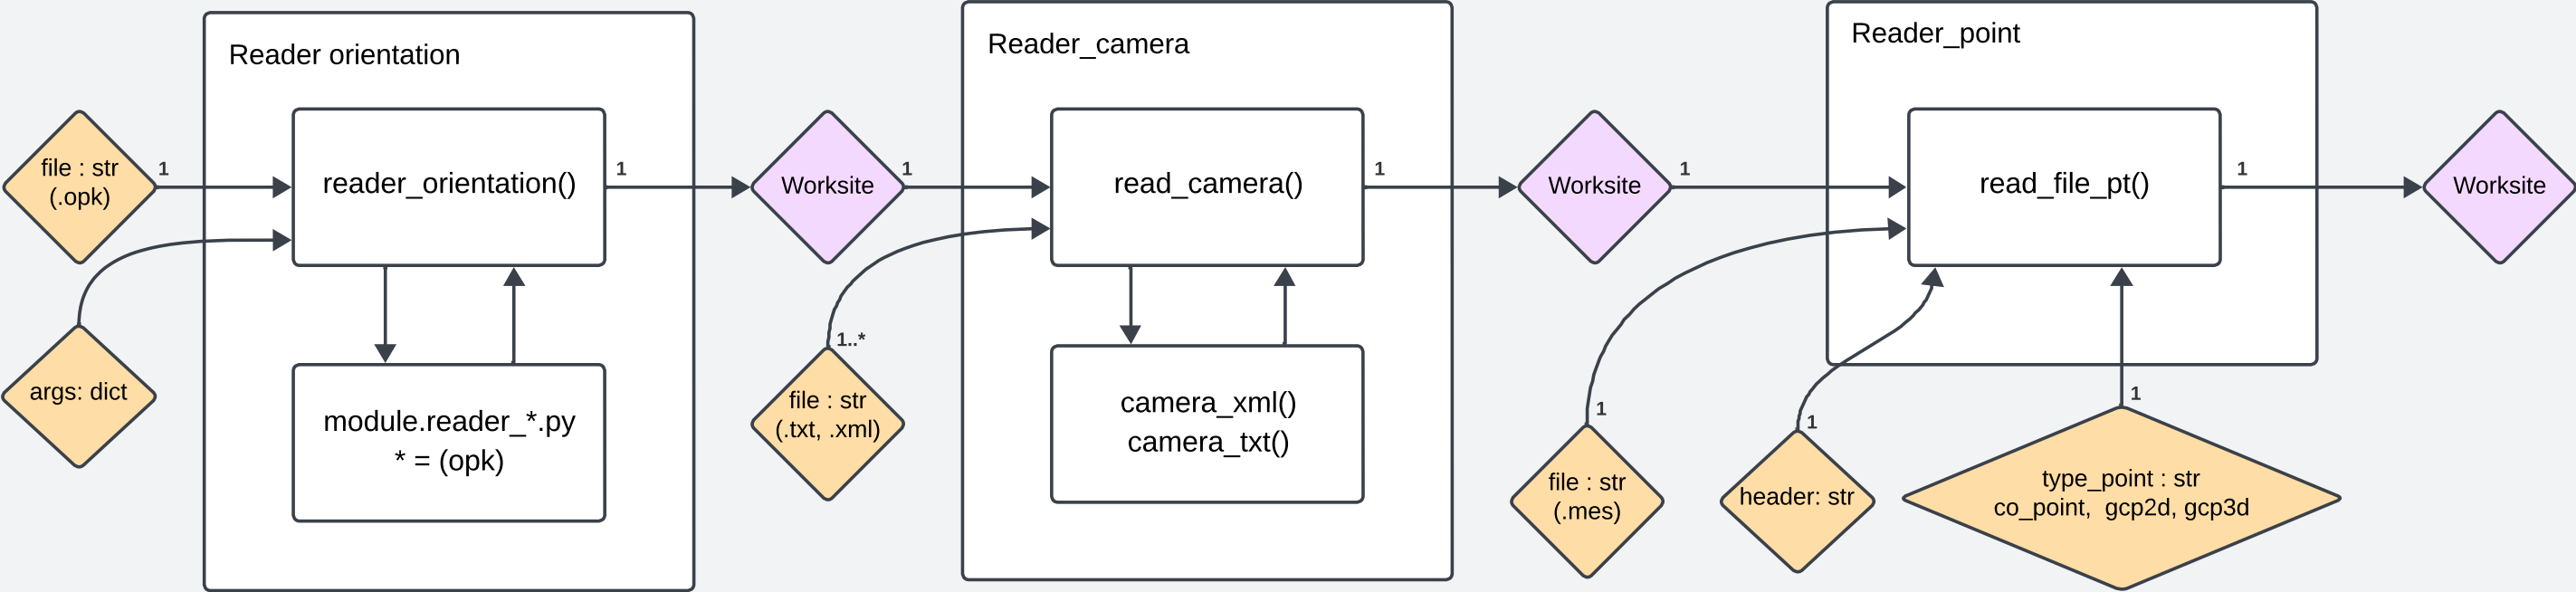 Reader orientation
file : str
(.opk)
1
reader_orientation()
1
args: dict
module.reader_*.py
* = (opk)
Worksite
1
Reader_camera
read_camera()
1
1..*
file : str
(.txt, .xml)
camera_xml()
camera_txt()
Worksite
1
Reader_point
read_file_pt()
1
Worksite
1
file : str
(.mes)
1
header: str
1
type_point : str
co_point,  gcp2d, gcp3d